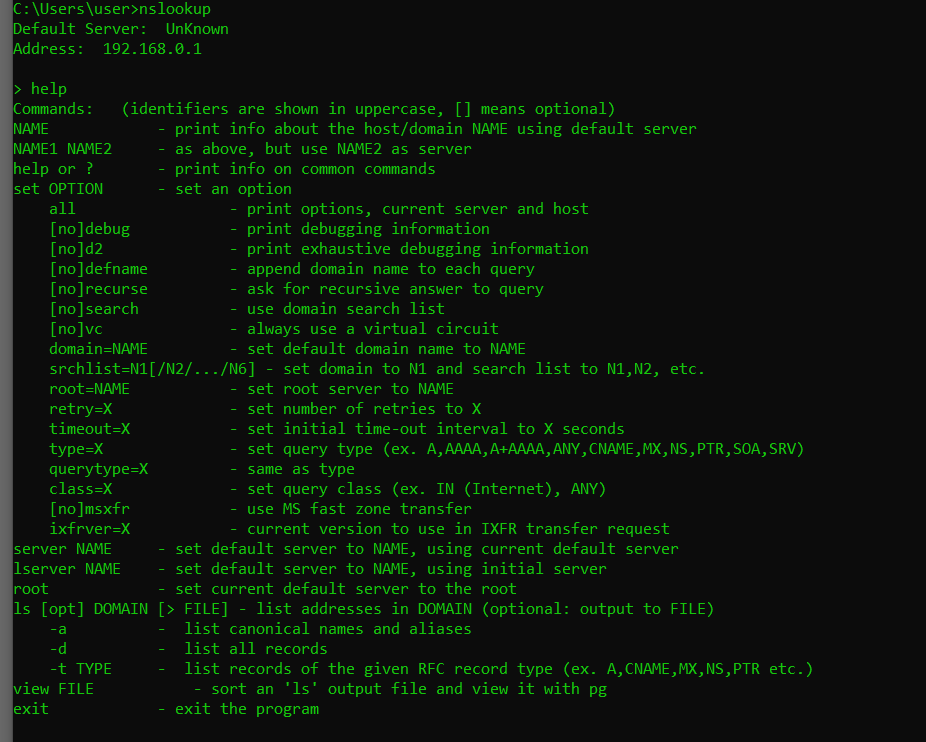 C:\Users\user>nslookup
Default Server:  UnKnown
Address:  192.168.0.1

> help
Commands:   (identifiers are shown in uppercase, [] means optional)
NAME            - print info about the host/domain NAME using default server
NAME1 NAME2     - as above, but use NAME2 as server
help or ?       - print info on common commands
set OPTION      - set an option
    all                 - print options, current server and host
    [no]debug           - print debugging information
    [no]d2              - print exhaustive debugging information
    [no]defname         - append domain name to each query
    [no]recurse         - ask for recursive answer to query
    [no]search          - use domain search list
    [no]vc              - always use a virtual circuit
    domain=NAME         - set default domain name to NAME
    srchlist=N1[/N2/.../N6] - set domain to N1 and search list to N1,N2, etc.
    root=NAME           - set root server to NAME
    retry=X             - set number of retries to X
    timeout=X           - set initial time-out interval to X seconds
    type=X              - set query type (ex. A,AAAA,A+AAAA,ANY,CNAME,MX,NS,PTR,SOA,SRV)
    querytype=X         - same as type
    class=X             - set query class (ex. IN (Internet), ANY)
    [no]msxfr           - use MS fast zone transfer
    ixfrver=X           - current version to use in IXFR transfer request
server NAME     - set default server to NAME, using current default server
lserver NAME    - set default server to NAME, using initial server
root            - set current default server to the root
ls [opt] DOMAIN [> FILE] - list addresses in DOMAIN (optional: output to FILE)
    -a          -  list canonical names and aliases
    -d          -  list all records
    -t TYPE     -  list records of the given RFC record type (ex. A,CNAME,MX,NS,PTR etc.)
view FILE           - sort an 'ls' output file and view it with pg
exit            - exit the program